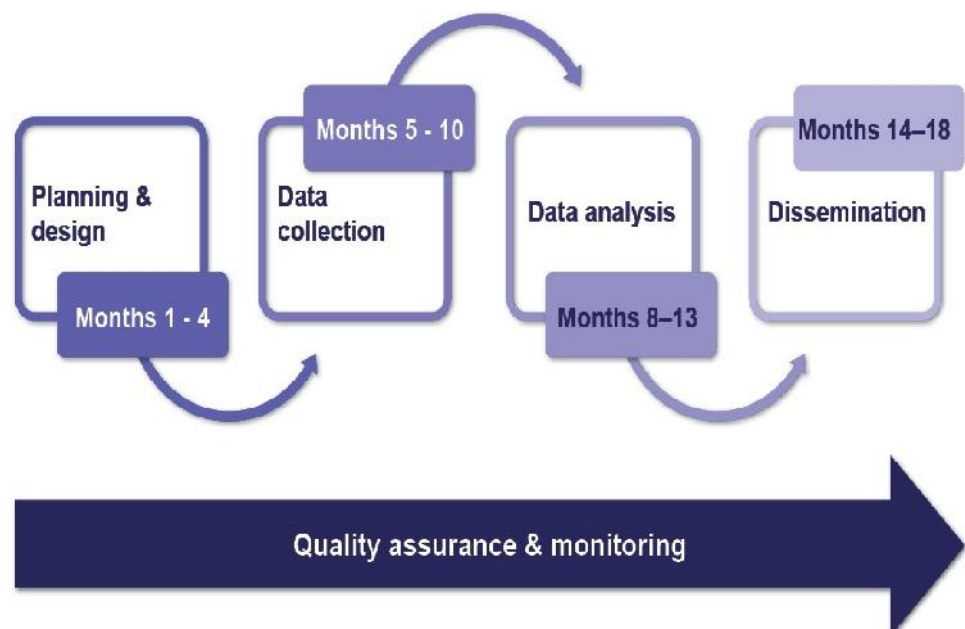 Planning &
design
Months 1 - 4
Months 5 - 10
Data
collection
Data analysis
Months 8–13
Months 14–18
Dissemination
Quality assurance & monitoring